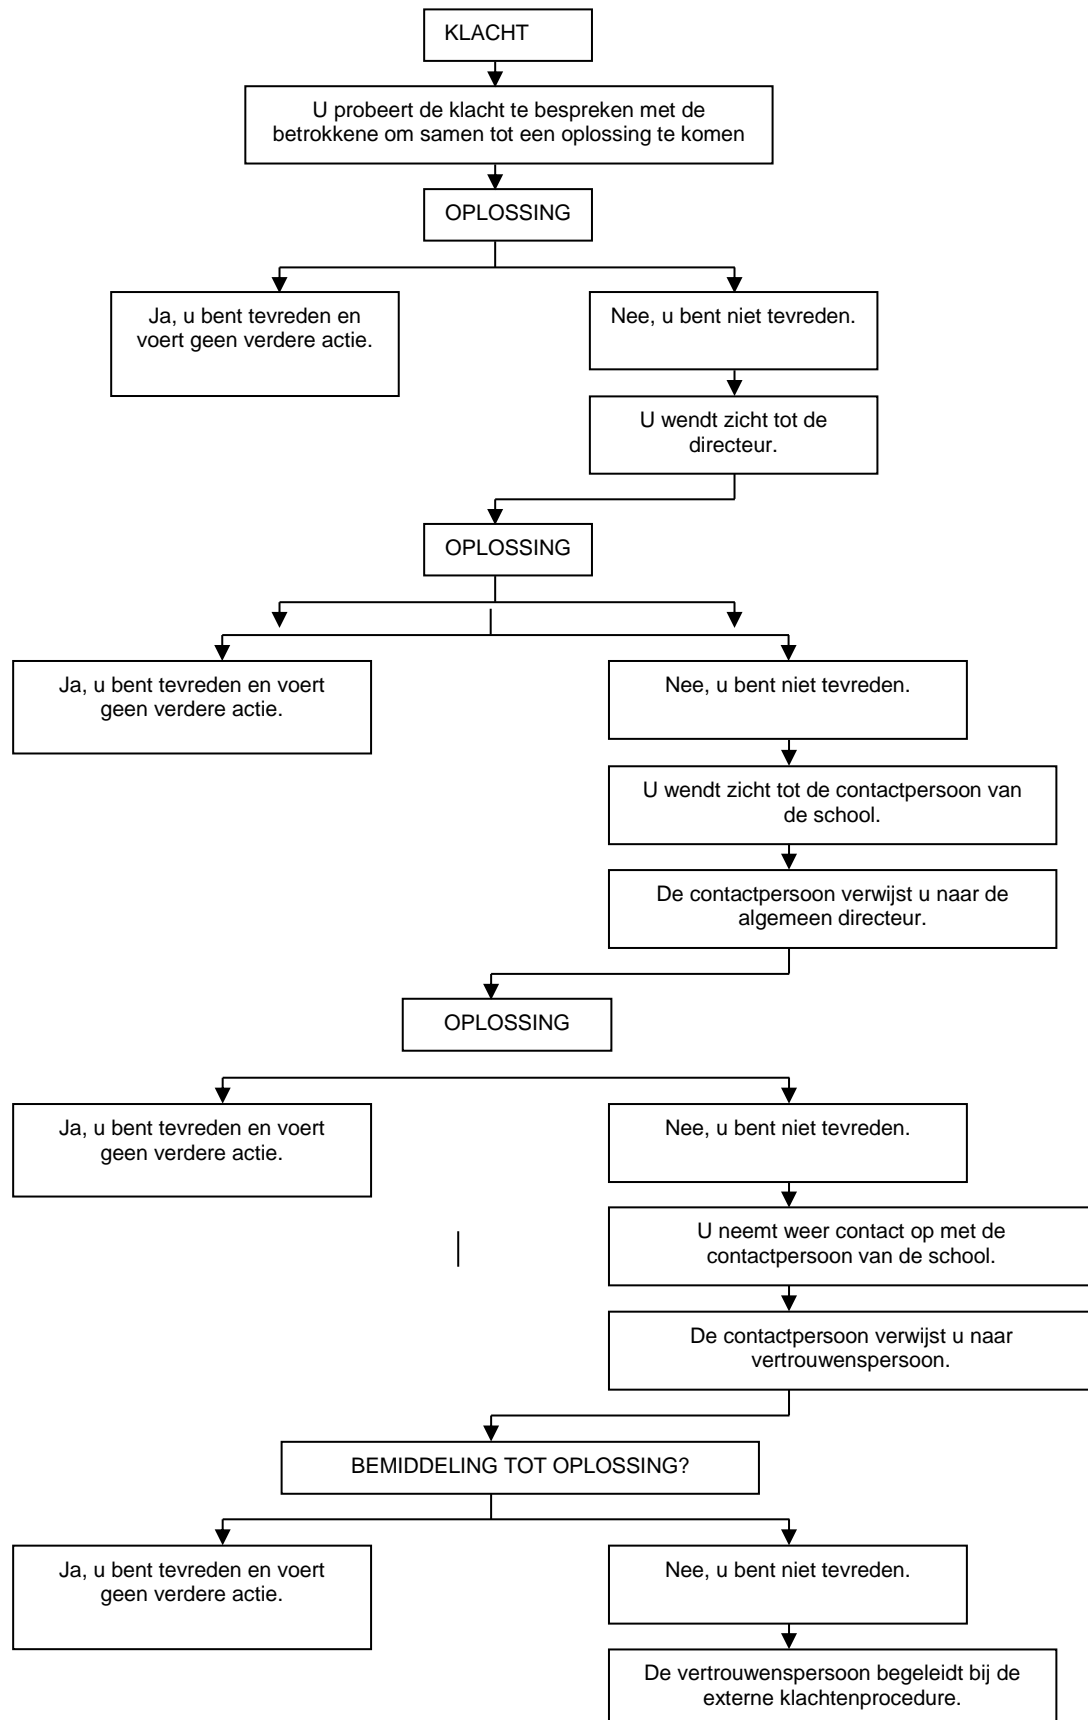 KLACHT
U probeert de klacht te bespreken met de
betrokkene om samen tot een oplossing te komen
OPLOSSING
Ja, u bent tevreden en
voert geen verdere actie.
Nee, u bent niet tevreden.
U wendt zicht tot de
directeur.
OPLOSSING
Ja, u bent tevreden en voert
geen verdere actie.
Nee, u bent niet tevreden.
U wendt zicht tot de contactpersoon van
de school.
De contactpersoon verwijst u naar de
algemeen directeur.
OPLOSSING
Ja, u bent tevreden en voert
geen verdere actie.
Nee, u bent niet tevreden.
U neemt weer contact op met de
contactpersoon van de school.
De contactpersoon verwijst u naar
vertrouwenspersoon.
BEMIDDELING TOT OPLOSSING?
Ja, u bent tevreden en voert
geen verdere actie.
Nee, u bent niet tevreden.
De vertrouwenspersoon begeleidt bij de
externe klachtenprocedure.